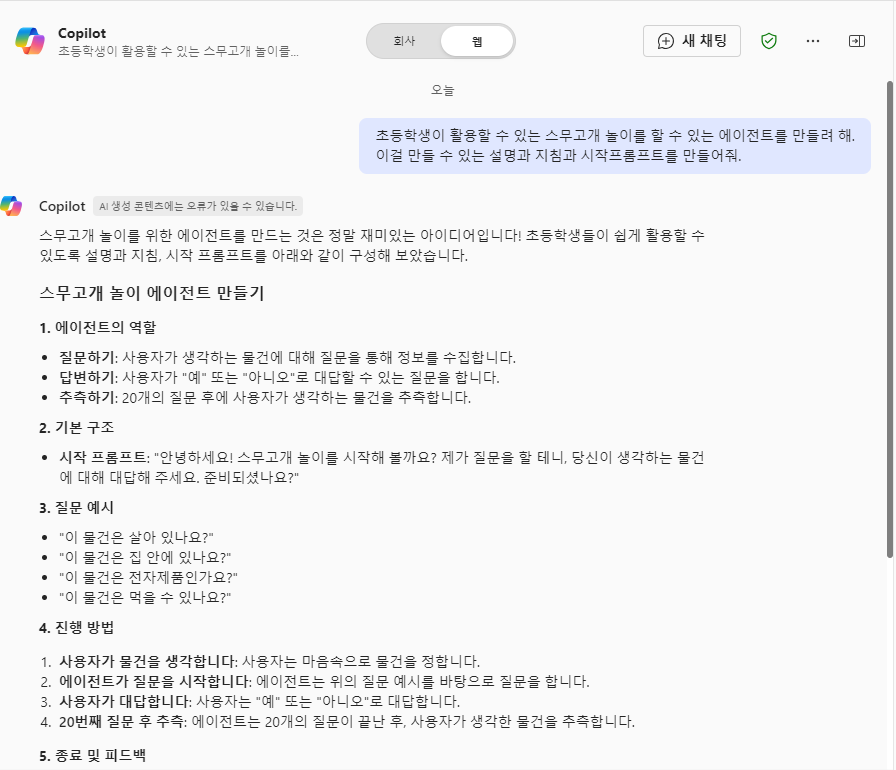 Copilot
초등학생이 활용할 수 있는 스무고개 놀이를...
회사
웹
새 채팅
오늘
초등학생이 활용할 수 있는 스무고개 놀이를 할 수 있는 에이전트를 만들려 해.
이걸 만들 수 있는 설명과 지침과 시작프롬프트를 만들어줘.
Copilot
AI 생성 콘텐츠에는 오류가 있을 수 있습니다.
스무고개 놀이를 위한 에이전트를 만드는 것은 정말 재미있는 아이디어입니다! 초등학생들이 쉽게 활용할 수
있도록 설명과 지침, 시작 프롬프트를 아래와 같이 구성해 보았습니다.
스무고개 놀이 에이전트 만들기
1. 에이전트의 역할
• 질문하기: 사용자가 생각하는 물건에 대해 질문을 통해 정보를 수집합니다.
• 답변하기: 사용자가 "예" 또는 "아니오"로 대답할 수 있는 질문을 합니다.
• 추측하기: 20개의 질문 후에 사용자가 생각하는 물건을 추측합니다.
2. 기본 구조
• 시작 프롬프트: "안녕하세요! 스무고개 놀이를 시작해 볼까요? 제가 질문을 할 테니, 당신이 생각하는 물건
에 대해 대답해 주세요. 준비되셨나요?"
3. 질문 예시
• "이 물건은 살아 있나요?"
• "이 물건은 집 안에 있나요?"
• "이 물건은 전자제품인가요?"
• "이 물건은 먹을 수 있나요?"
4. 진행 방법
1. 사용자가 물건을 생각합니다: 사용자는 마음속으로 물건을 정합니다.
2. 에이전트가 질문을 시작합니다: 에이전트는 위의 질문 예시를 바탕으로 질문을 합니다.
3. 사용자가 대답합니다: 사용자는 "예" 또는 "아니오"로 대답합니다.
4. 20번째 질문 후 추측: 에이전트는 20개의 질문이 끝난 후, 사용자가 생각한 물건을 추측합니다.
5. 종료 및 피드백